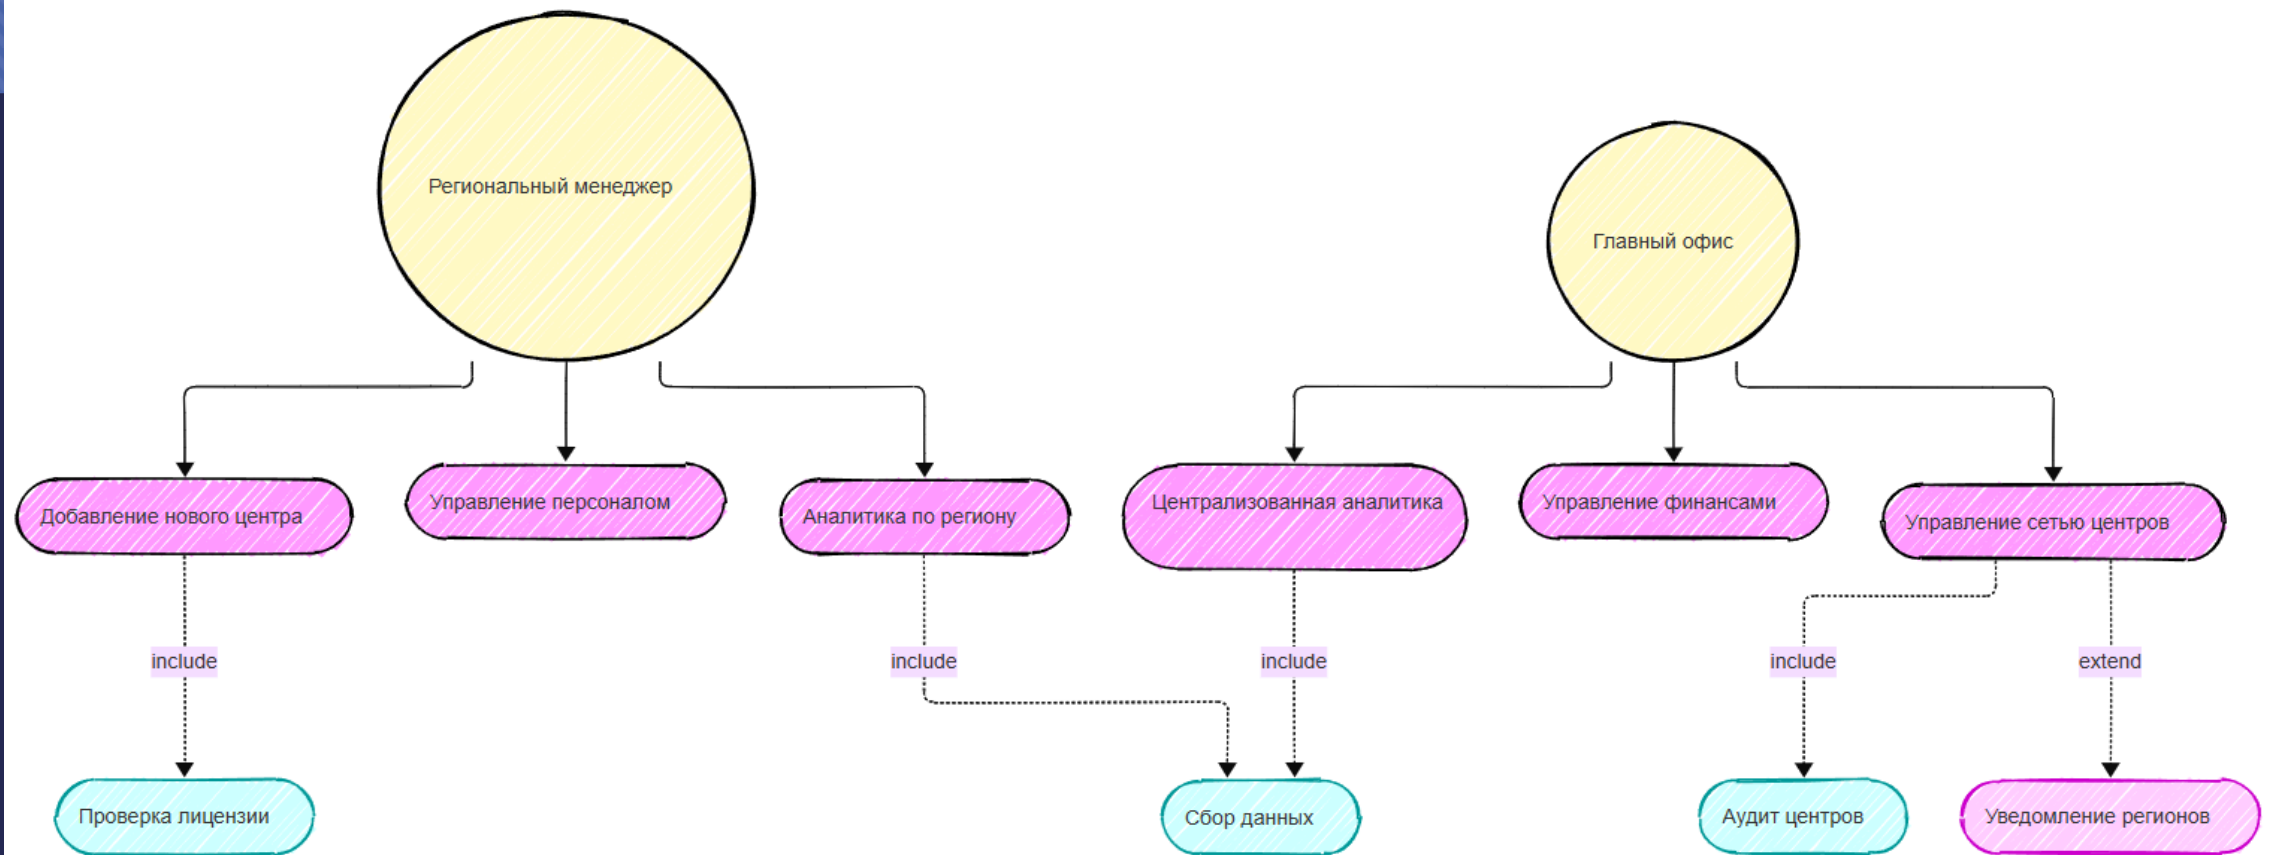 Региональный менеджер
Главный офис
Добавление нового центра
Управление персоналом
Аналитика по региону
Централизованная аналитика
Управление финансами
Управление сетью центров
include
include
include
include
extend
Проверка лицензии
Сбор данных
Аудит центров
Уведомление регионов